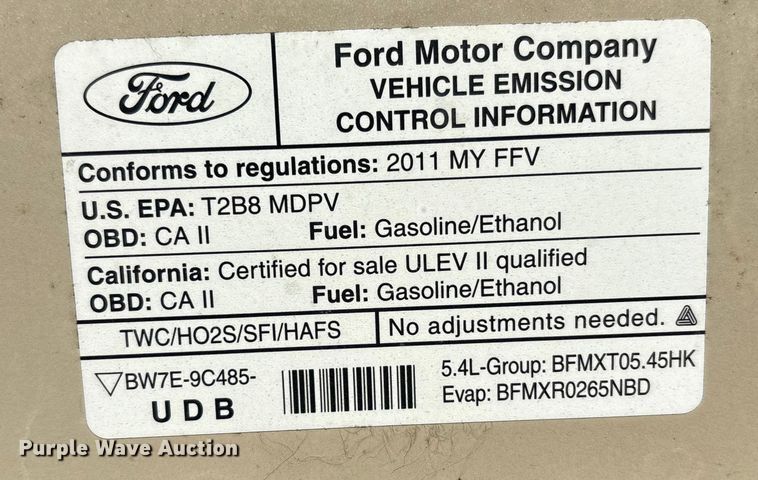 Ford
Ford Motor Company
VEHICLE EMISSION
CONTROL INFORMATION
Conforms to regulations: 2011 MY FFV
U.S. EPA: T2B8 MDPV
OBD: CA II Fuel: Gasoline/Ethanol
California: Certified for sale ULEV II qualified
OBD: CA II Fuel: Gasoline/Ethanol
TWC/HO2S/SFI/HAFS
No adjustments needed.
BW7E-9C485-
U D B
5.4L-Group: BFMXT05.45HK
Evap: BFMXR0265NBD
Purple Wave Auction